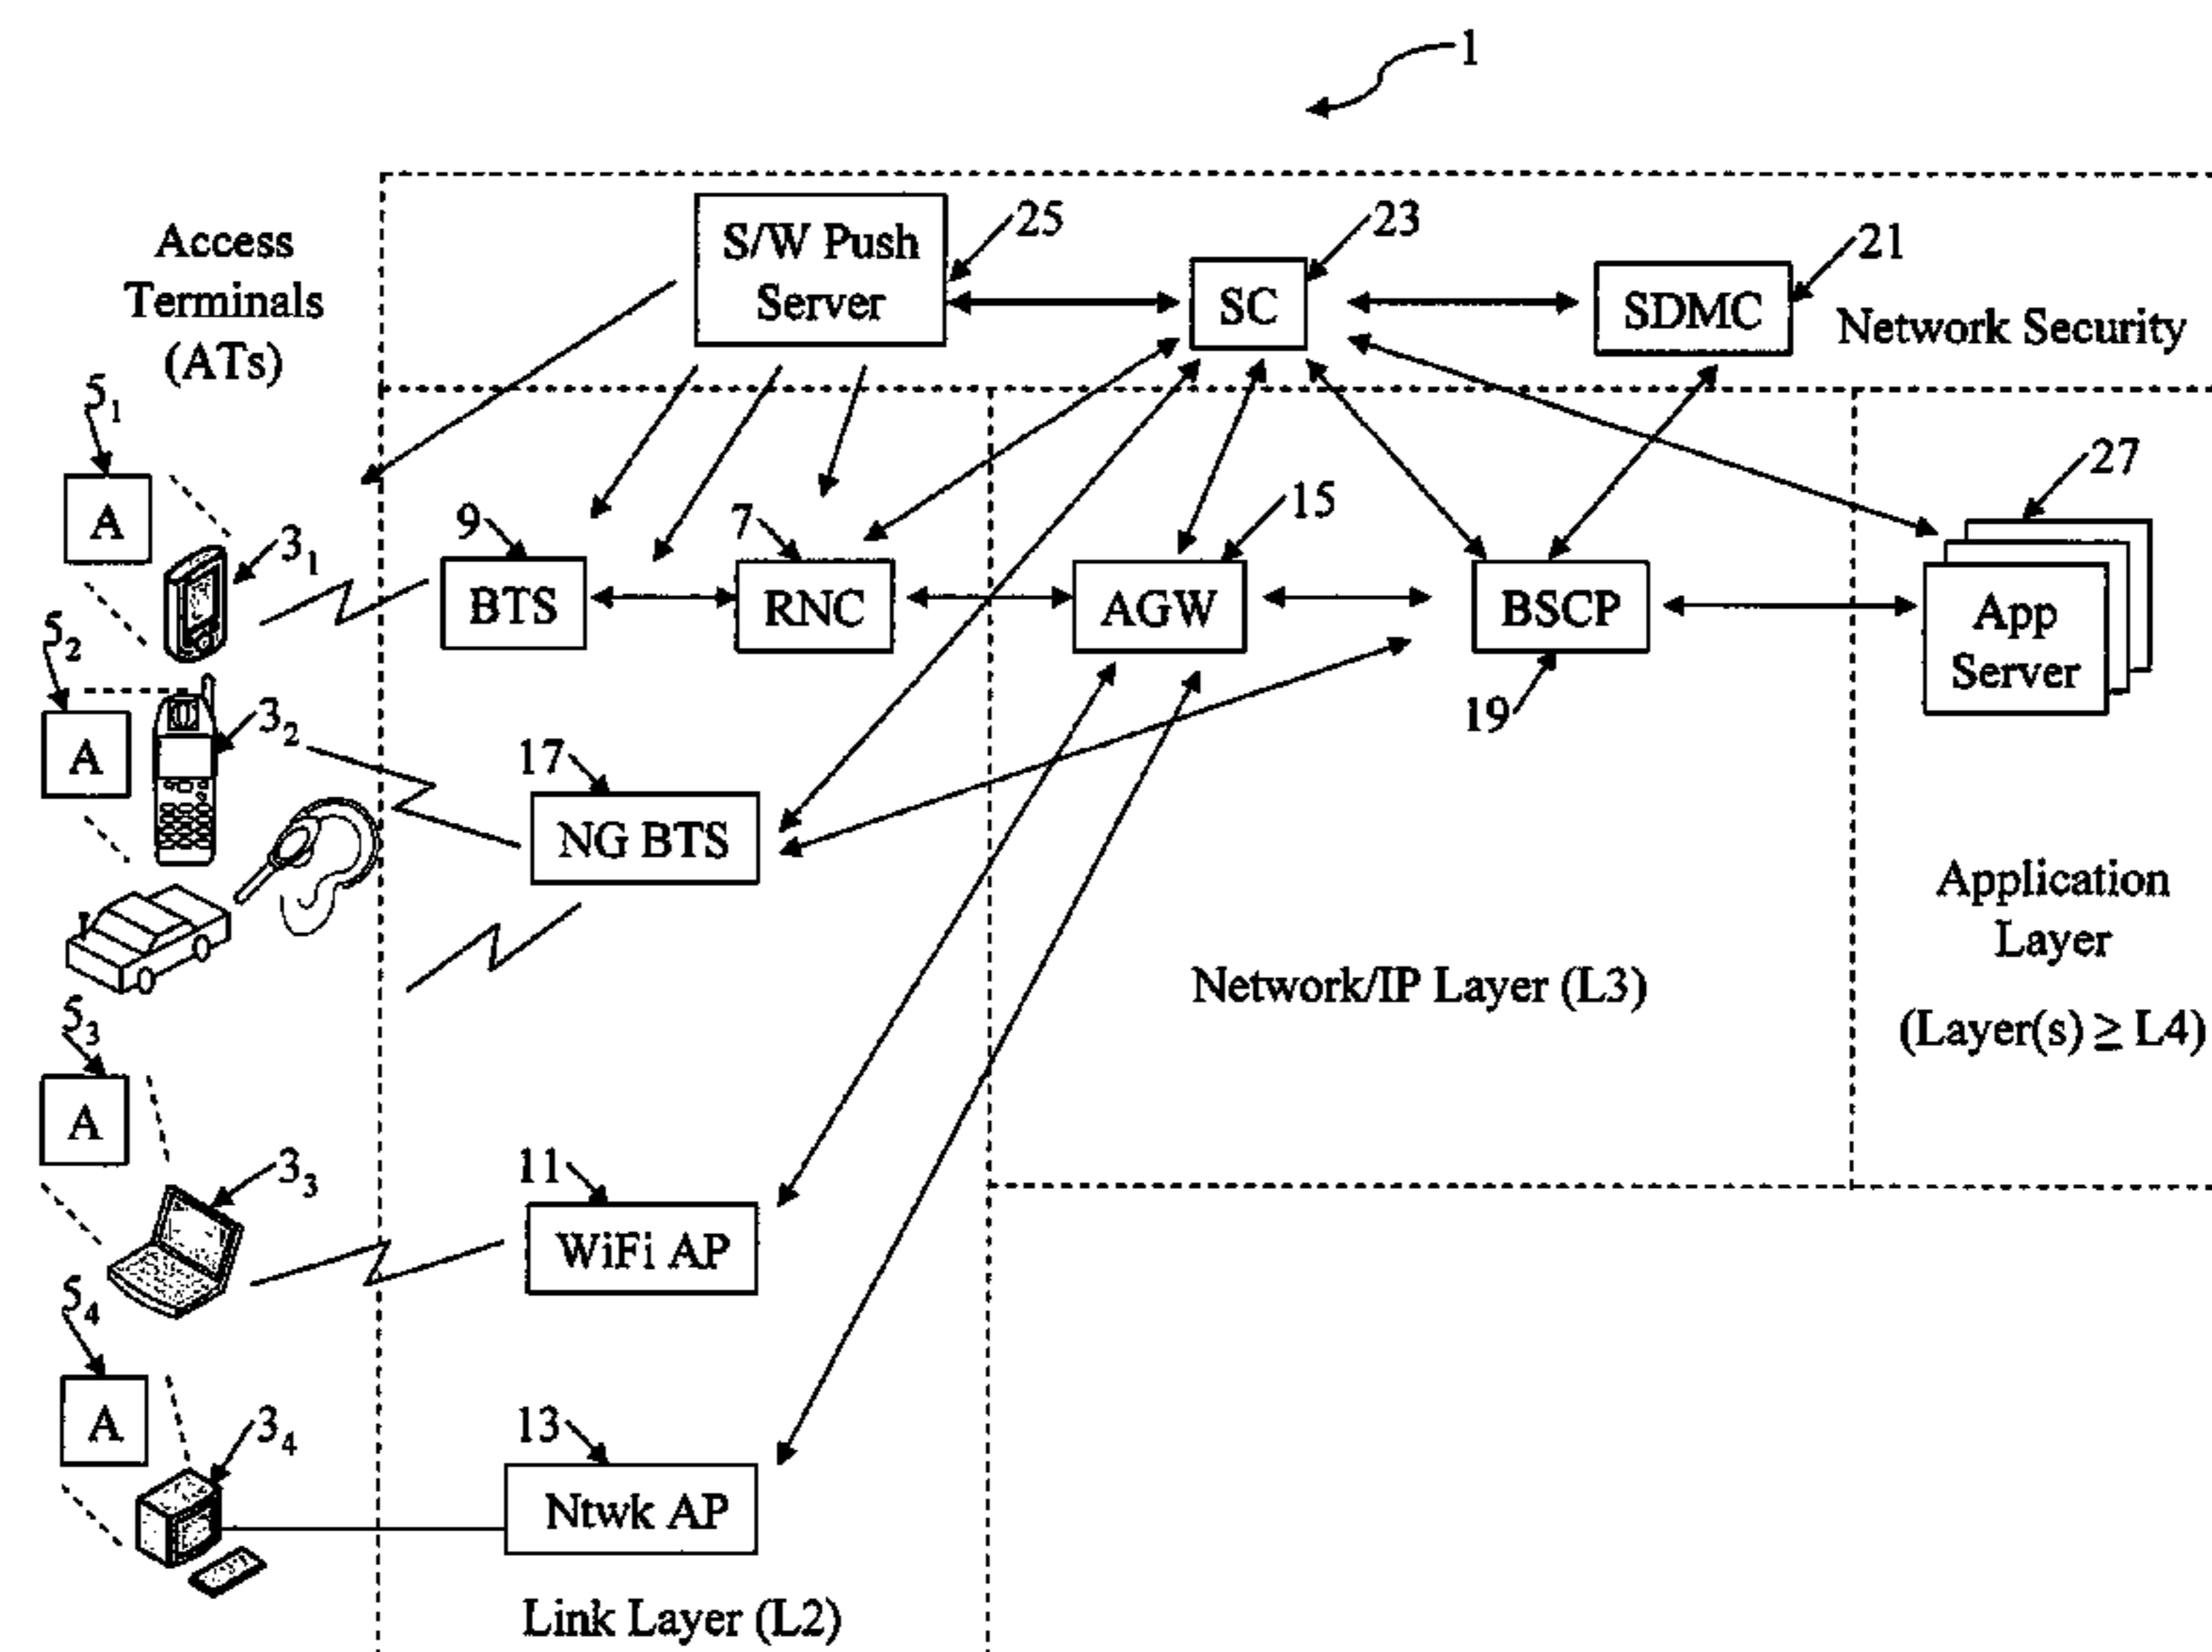 1
Access
Terminals
(ATs)
S/W Push
Server
25
SC
23
SDMC
21
Network Security
5₁
A
3₁
9
BTS
7
RNC
15
AGW
BSCP
19
27
App
Server
5₂
A
3₂
17
NG BTS
Network/IP Layer (L3)
Application
Layer
(Layer(s) ≥ L4)
5₃
A
3₃
11
WiFi AP
5₄
A
3₄
13
Ntwk AP
Link Layer (L2)